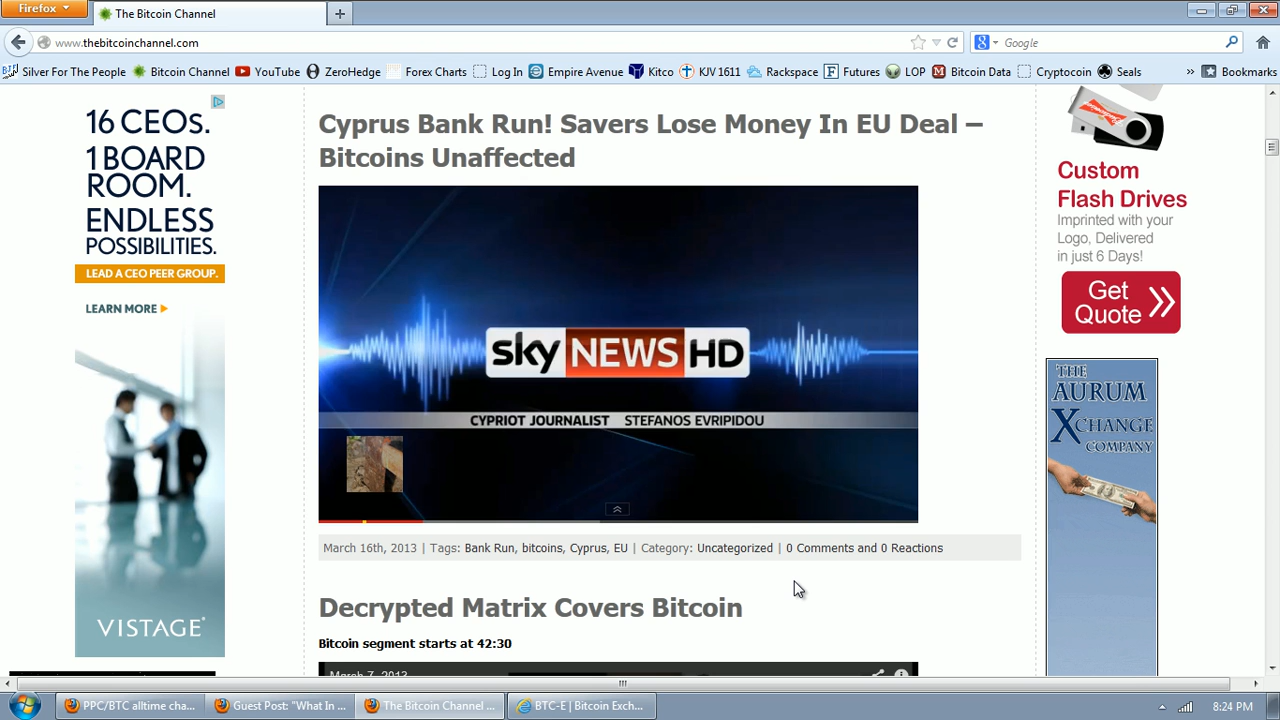 Firefox
The Bitcoin Channel
www.thebitcoinchannel.com
Google
Silver For The People
Bitcoin Channel
YouTube
ZeroHedge
Forex Charts
Log In
Empire Avenue
Kitco
KJV 1611
Rackspace
Futures
LOP
Bitcoin Data
Cryptocoin
Seals
Bookmarks
16 CEOS.
1 BOARD
ROOM.
ENDLESS
POSSIBILITIES.
LEAD A CEO PEER GROUP.
LEARN MORE
VISTAGE
Cyprus Bank Run! Savers Lose Money In EU Deal –
Bitcoins Unaffected
sky NEWS HD
CYPRIOT JOURNALIST STEFANOS EVRIPIDOU
March 16th, 2013 | Tags: Bank Run, bitcoins, Cyprus, EU | Category: Uncategorized | 0 Comments and 0 Reactions
Decrypted Matrix Covers Bitcoin
Bitcoin segment starts at 42:30
March 7, 2013
Custom
Flash Drives
Imprinted with your
Logo, Delivered
in just 6 Days!
Get
Quote
THE
AURUM
XCHANGE
COMPANY
PPC/BTC alltime cha...
Guest Post: "What In ...
The Bitcoin Channel ...
BTC-E | Bitcoin Exch...
8:24 PM